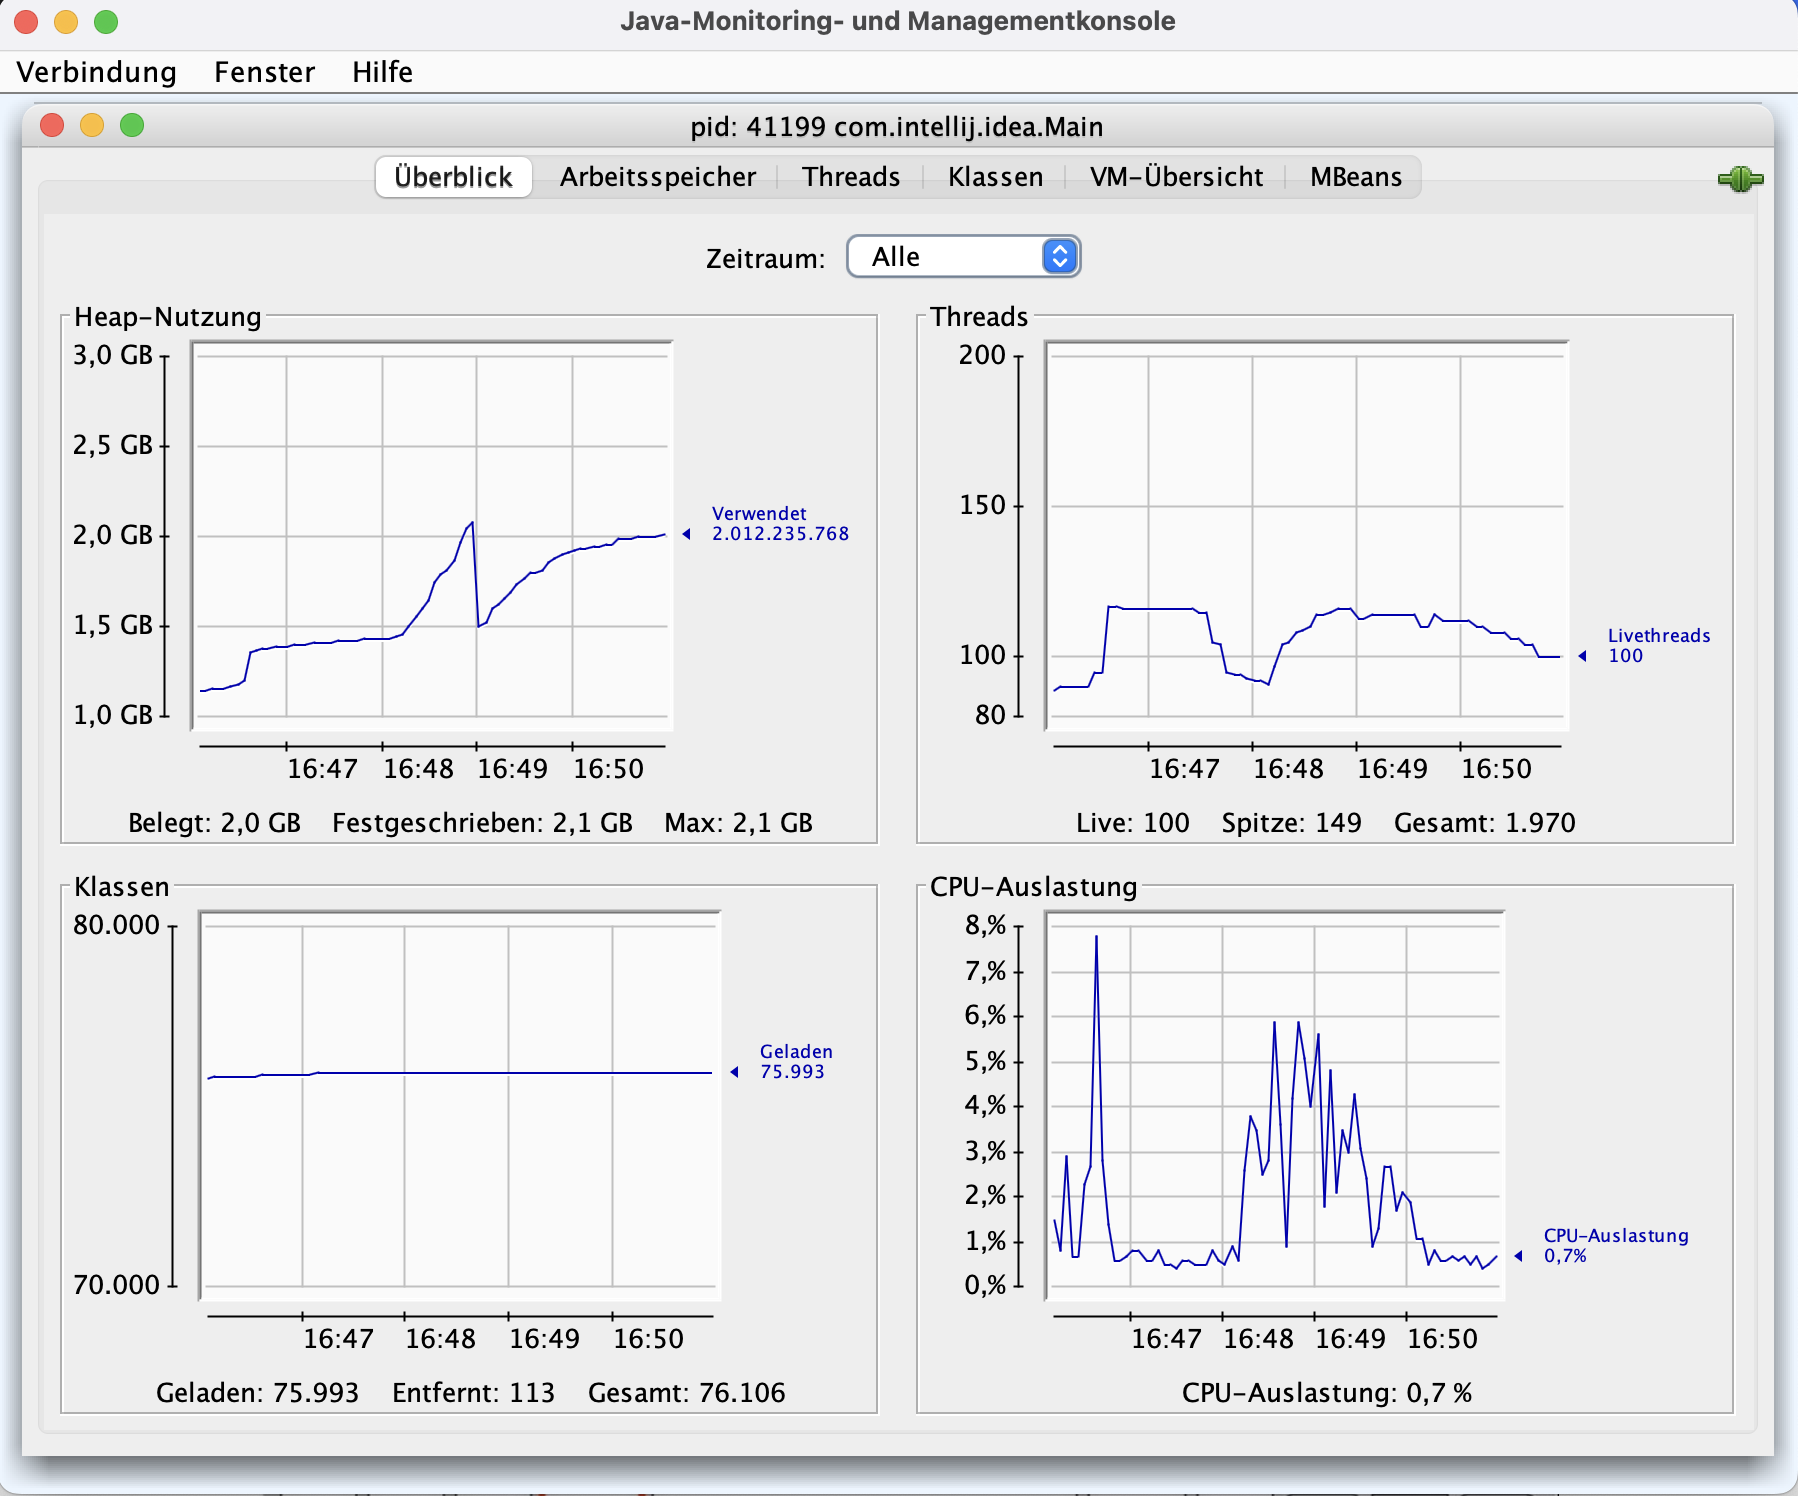 Java-Monitoring- und Managementkonsole
Verbindung Fenster Hilfe
pid: 41199 com.intellij.idea.Main
Überblick Arbeitsspeicher Threads Klassen VM-Übersicht MBeans
Zeitraum: Alle
Heap-Nutzung
3,0 GB
2,5 GB
2,0 GB
1,5 GB
1,0 GB
Verwendet
2.012.235.768
16:47 16:48 16:49 16:50
Belegt: 2,0 GB Festgeschrieben: 2,1 GB Max: 2,1 GB
Threads
200
150
100
80
Livethreads
100
16:47 16:48 16:49 16:50
Live: 100 Spitze: 149 Gesamt: 1.970
Klassen
80.000
70.000
Geladen
75.993
16:47 16:48 16:49 16:50
Geladen: 75.993 Entfernt: 113 Gesamt: 76.106
CPU-Auslastung
8,%
7,%
6,%
5,%
4,%
3,%
2,%
1,%
0,%
CPU-Auslastung
0,7%
16:47 16:48 16:49 16:50
CPU-Auslastung: 0,7 %